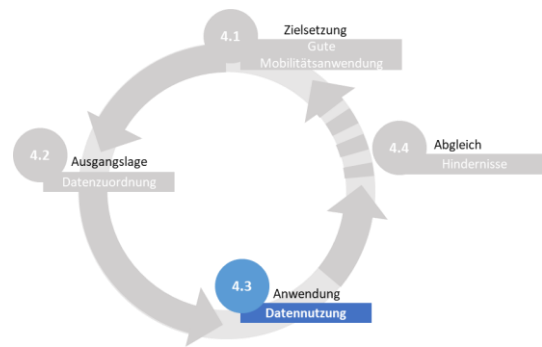 4.1
Zielsetzung
Gute
Mobilitätsanwendung
4.2
Ausgangslage
Datenzuordnung
4.3
Anwendung
Datennutzung
4.4
Abgleich
Hindernisse